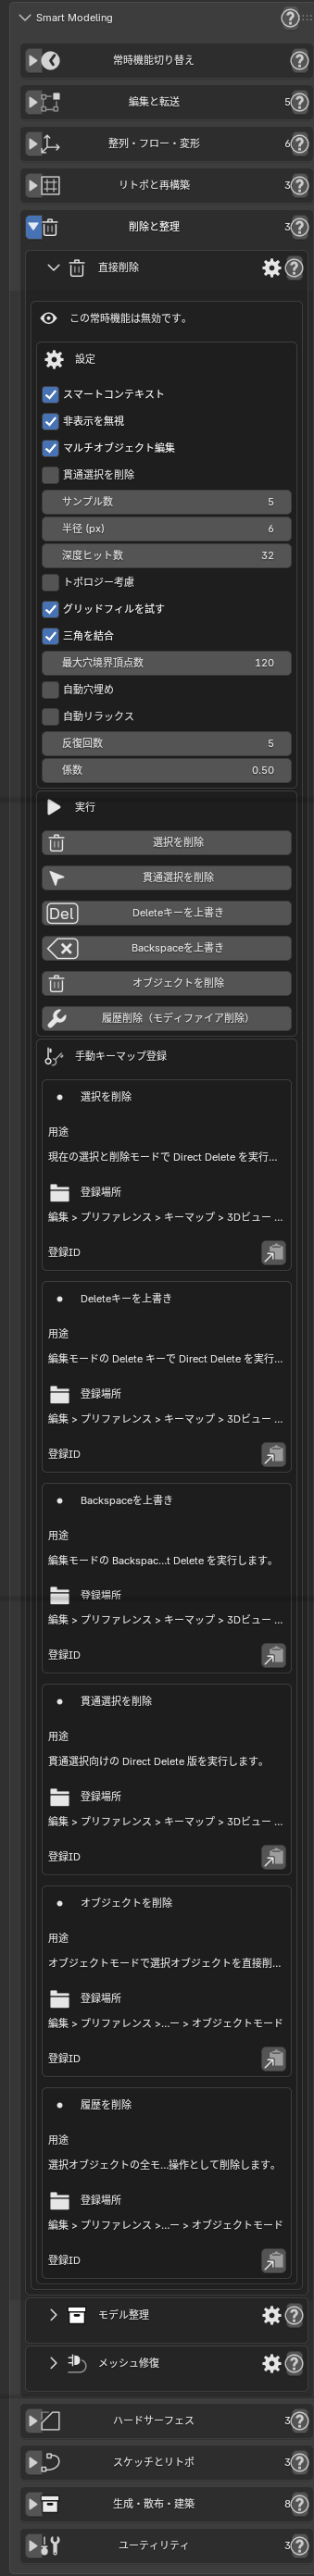 Smart Modeling
常時機能切り替え
編集と転送 5
整列・フロー・変形 6
リトポと再構築 3
削除と整理 3
直接削除
この常時機能は無効です。
設定
スマートコンテキスト
非表示を無視
マルチオブジェクト編集
貫通選択を削除
サンプル数 5
半径 (px) 6
深度ヒット数 32
トポロジー考慮
グリッドフィルを試す
三角を結合
最大穴境界頂点数 120
自動穴埋め
自動リラックス
反復回数 5
係数 0.50
実行
選択を削除
貫通選択を削除
Del Deleteキーを上書き
Backspaceを上書き
オブジェクトを削除
履歴削除（モディファイア削除）
手動キーマップ登録
選択を削除
用途
現在の選択と削除モードで Direct Delete を実行...
登録場所
編集 > プリファレンス > キーマップ > 3Dビュー ...
登録ID
Deleteキーを上書き
用途
編集モードの Delete キーで Direct Delete を実行...
登録場所
編集 > プリファレンス > キーマップ > 3Dビュー ...
登録ID
Backspaceを上書き
用途
編集モードの Backspac...t Delete を実行します。
登録場所
編集 > プリファレンス > キーマップ > 3Dビュー ...
登録ID
貫通選択を削除
用途
貫通選択向けの Direct Delete 版を実行します。
登録場所
編集 > プリファレンス > キーマップ > 3Dビュー ...
登録ID
オブジェクトを削除
用途
オブジェクトモードで選択オブジェクトを直接削...
登録場所
編集 > プリファレンス >...ー > オブジェクトモード
登録ID
履歴を削除
用途
選択オブジェクトの全モ...操作として削除します。
登録場所
編集 > プリファレンス >...ー > オブジェクトモード
登録ID
モデル整理
メッシュ修復
ハードサーフェス 3
スケッチとリトポ 3
生成・散布・建築 8
ユーティリティ 3